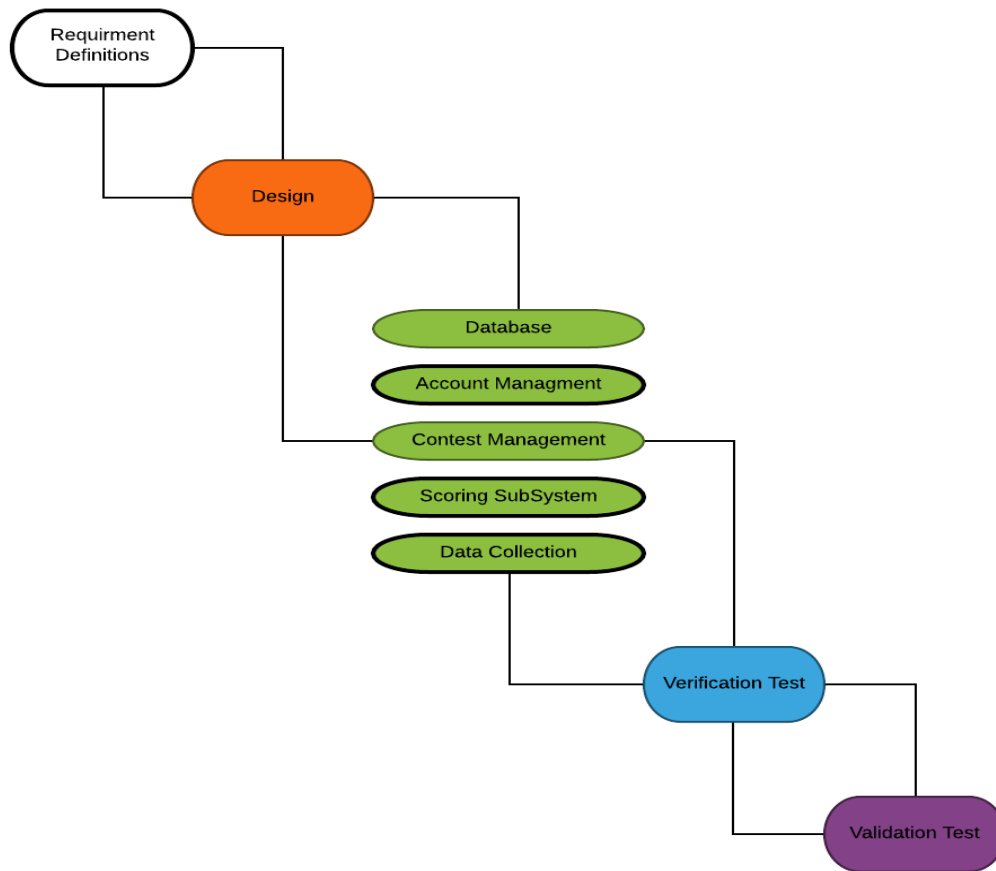 Requirment
Definitions
Design
Database
Account Managment
Contest Management
Scoring SubSystem
Data Collection
Verification Test
Validation Test